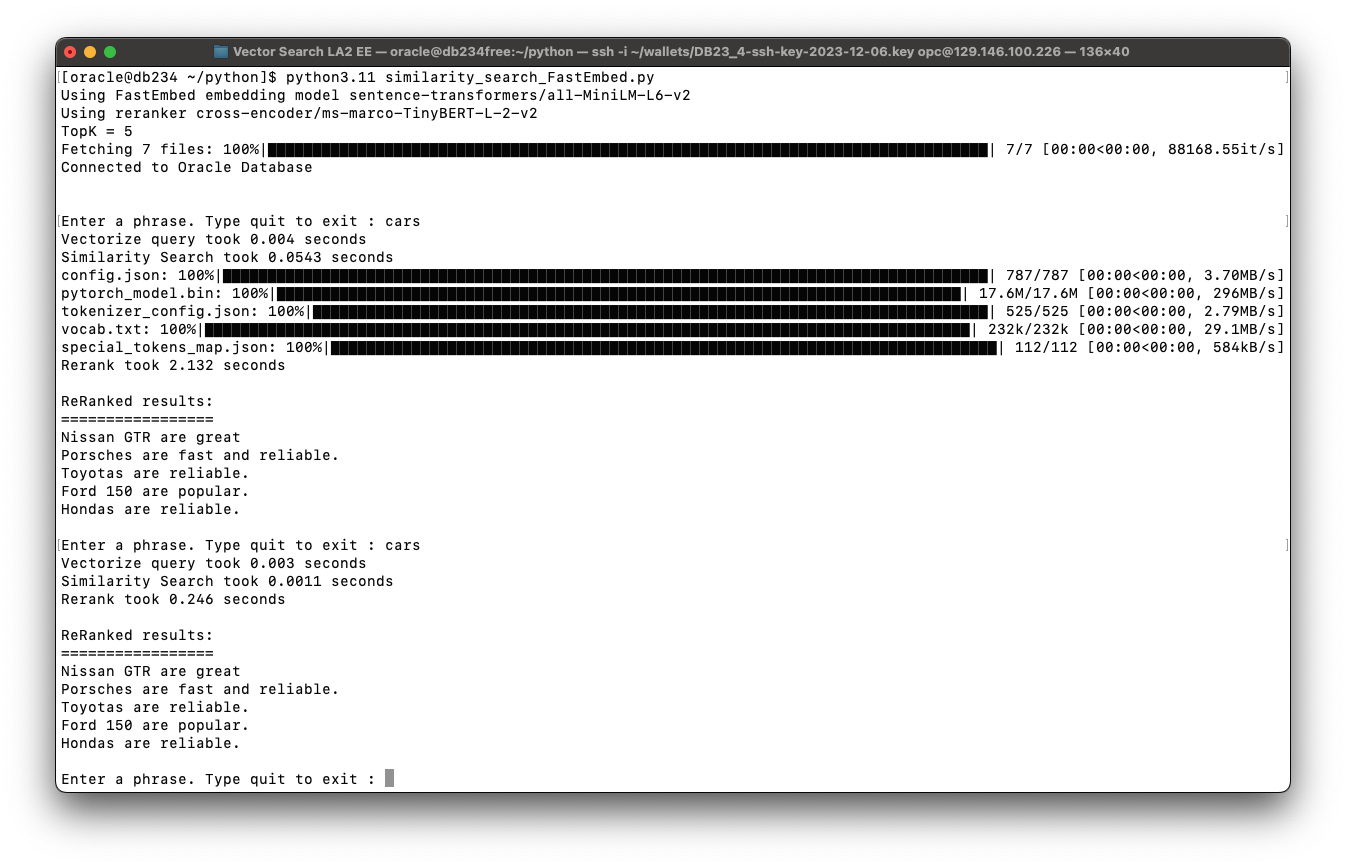 Vector Search LA2 EE — oracle@db234free:~/python — ssh -i ~/wallets/DB23_4-ssh-key-2023-12-06.key opc@129.146.100.226 — 136×40
[[oracle@db234 ~/python]$ python3.11 similarity_search_FastEmbed.py ]
Using FastEmbed embedding model sentence-transformers/all-MiniLM-L6-v2
Using reranker cross-encoder/ms-marco-TinyBERT-L-2-v2
TopK = 5
Fetching 7 files: 100%|██████████| 7/7 [00:00<00:00, 88168.55it/s]
Connected to Oracle Database
[Enter a phrase. Type quit to exit : cars ]
Vectorize query took 0.004 seconds
Similarity Search took 0.0543 seconds
config.json: 100%|██████████| 787/787 [00:00<00:00, 3.70MB/s]
pytorch_model.bin: 100%|██████████| 17.6M/17.6M [00:00<00:00, 296MB/s]
tokenizer_config.json: 100%|██████████| 525/525 [00:00<00:00, 2.79MB/s]
vocab.txt: 100%|██████████| 232k/232k [00:00<00:00, 29.1MB/s]
special_tokens_map.json: 100%|██████████| 112/112 [00:00<00:00, 584kB/s]
Rerank took 2.132 seconds
ReRanked results:
=================
Nissan GTR are great
Porsches are fast and reliable.
Toyotas are reliable.
Ford 150 are popular.
Hondas are reliable.
[Enter a phrase. Type quit to exit : cars ]
Vectorize query took 0.003 seconds
Similarity Search took 0.0011 seconds
Rerank took 0.246 seconds
ReRanked results:
=================
Nissan GTR are great
Porsches are fast and reliable.
Toyotas are reliable.
Ford 150 are popular.
Hondas are reliable.
Enter a phrase. Type quit to exit :